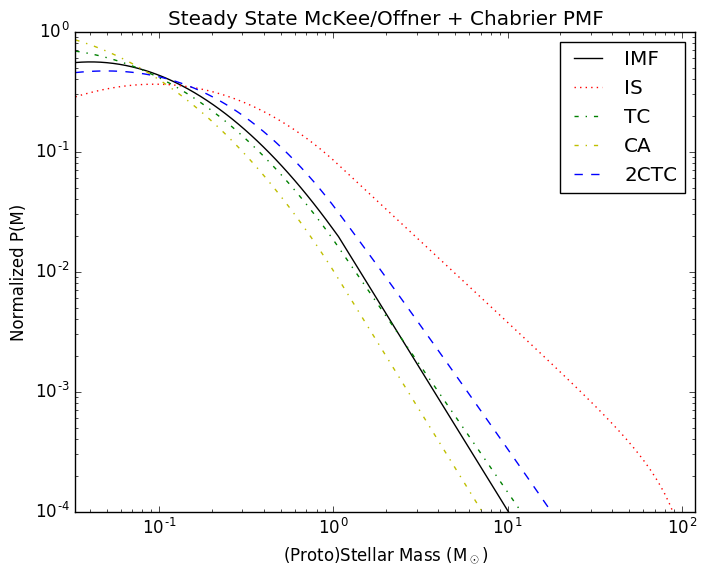 Steady State McKee/Offner + Chabrier PMF
Normalized P(M)
10^0
10^-1
10^-2
10^-3
10^-4
IMF
IS
TC
CA
2CTC
10^-1
10^0
10^1
10^2
(Proto)Stellar Mass (M_⊙)